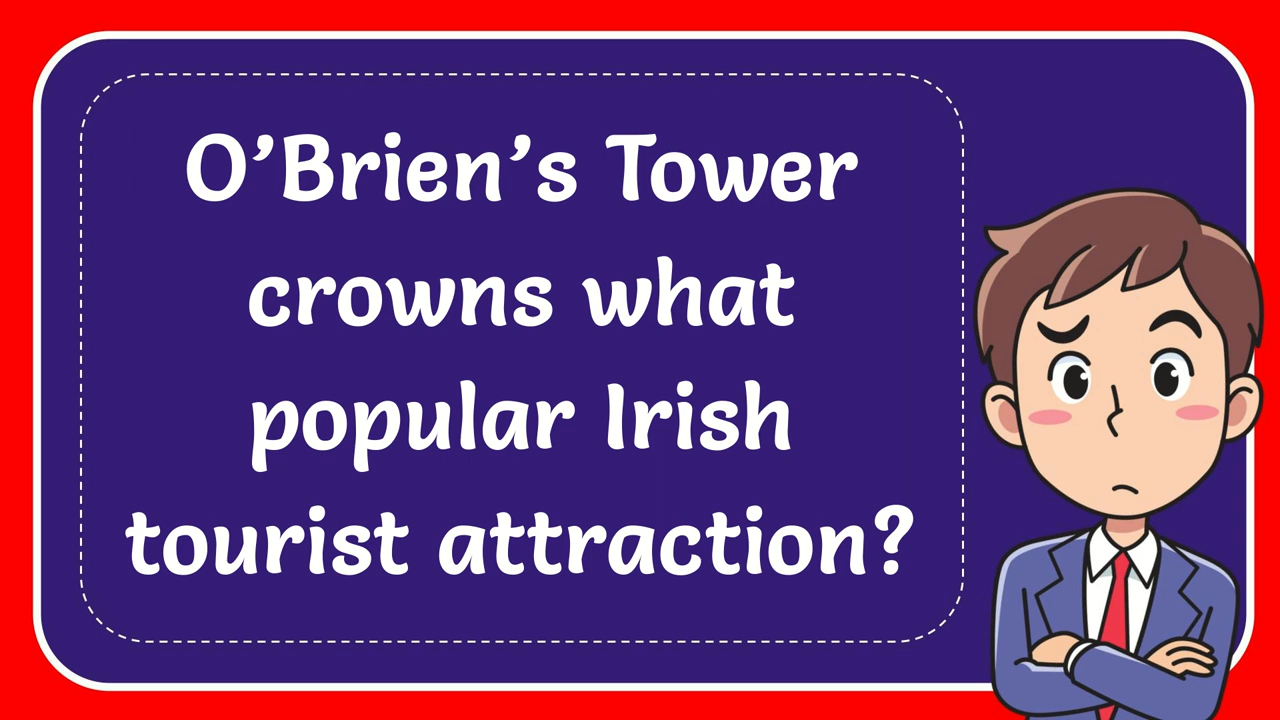 O’Brien’s Tower
crowns what
popular Irish
tourist attraction?